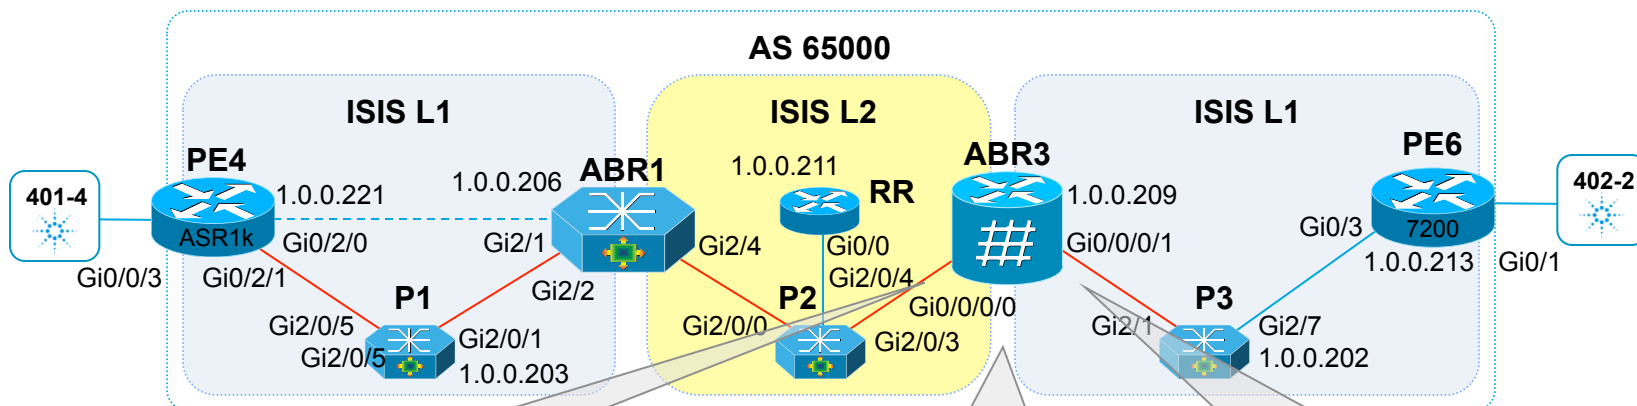 AS 65000
ISIS L1
ISIS L2
ISIS L1
PE4
ABR1
1.0.0.211
RR
ABR3
PE6
401-4
1.0.0.221
1.0.0.206
1.0.0.209
402-2
ASR1k
Gi0/2/0
Gi2/1
Gi2/4
Gi0/0
Gi0/0/0/1
Gi0/3
7200
1.0.0.213
Gi0/1
Gi0/0/3
Gi0/2/1
Gi2/2
Gi2/0/4
P1
P2
Gi0/0/0/0
P3
Gi2/0/5
Gi2/0/5
Gi2/0/1
1.0.0.203
Gi2/0/0
Gi2/0/3
Gi2/1
Gi2/7
1.0.0.202